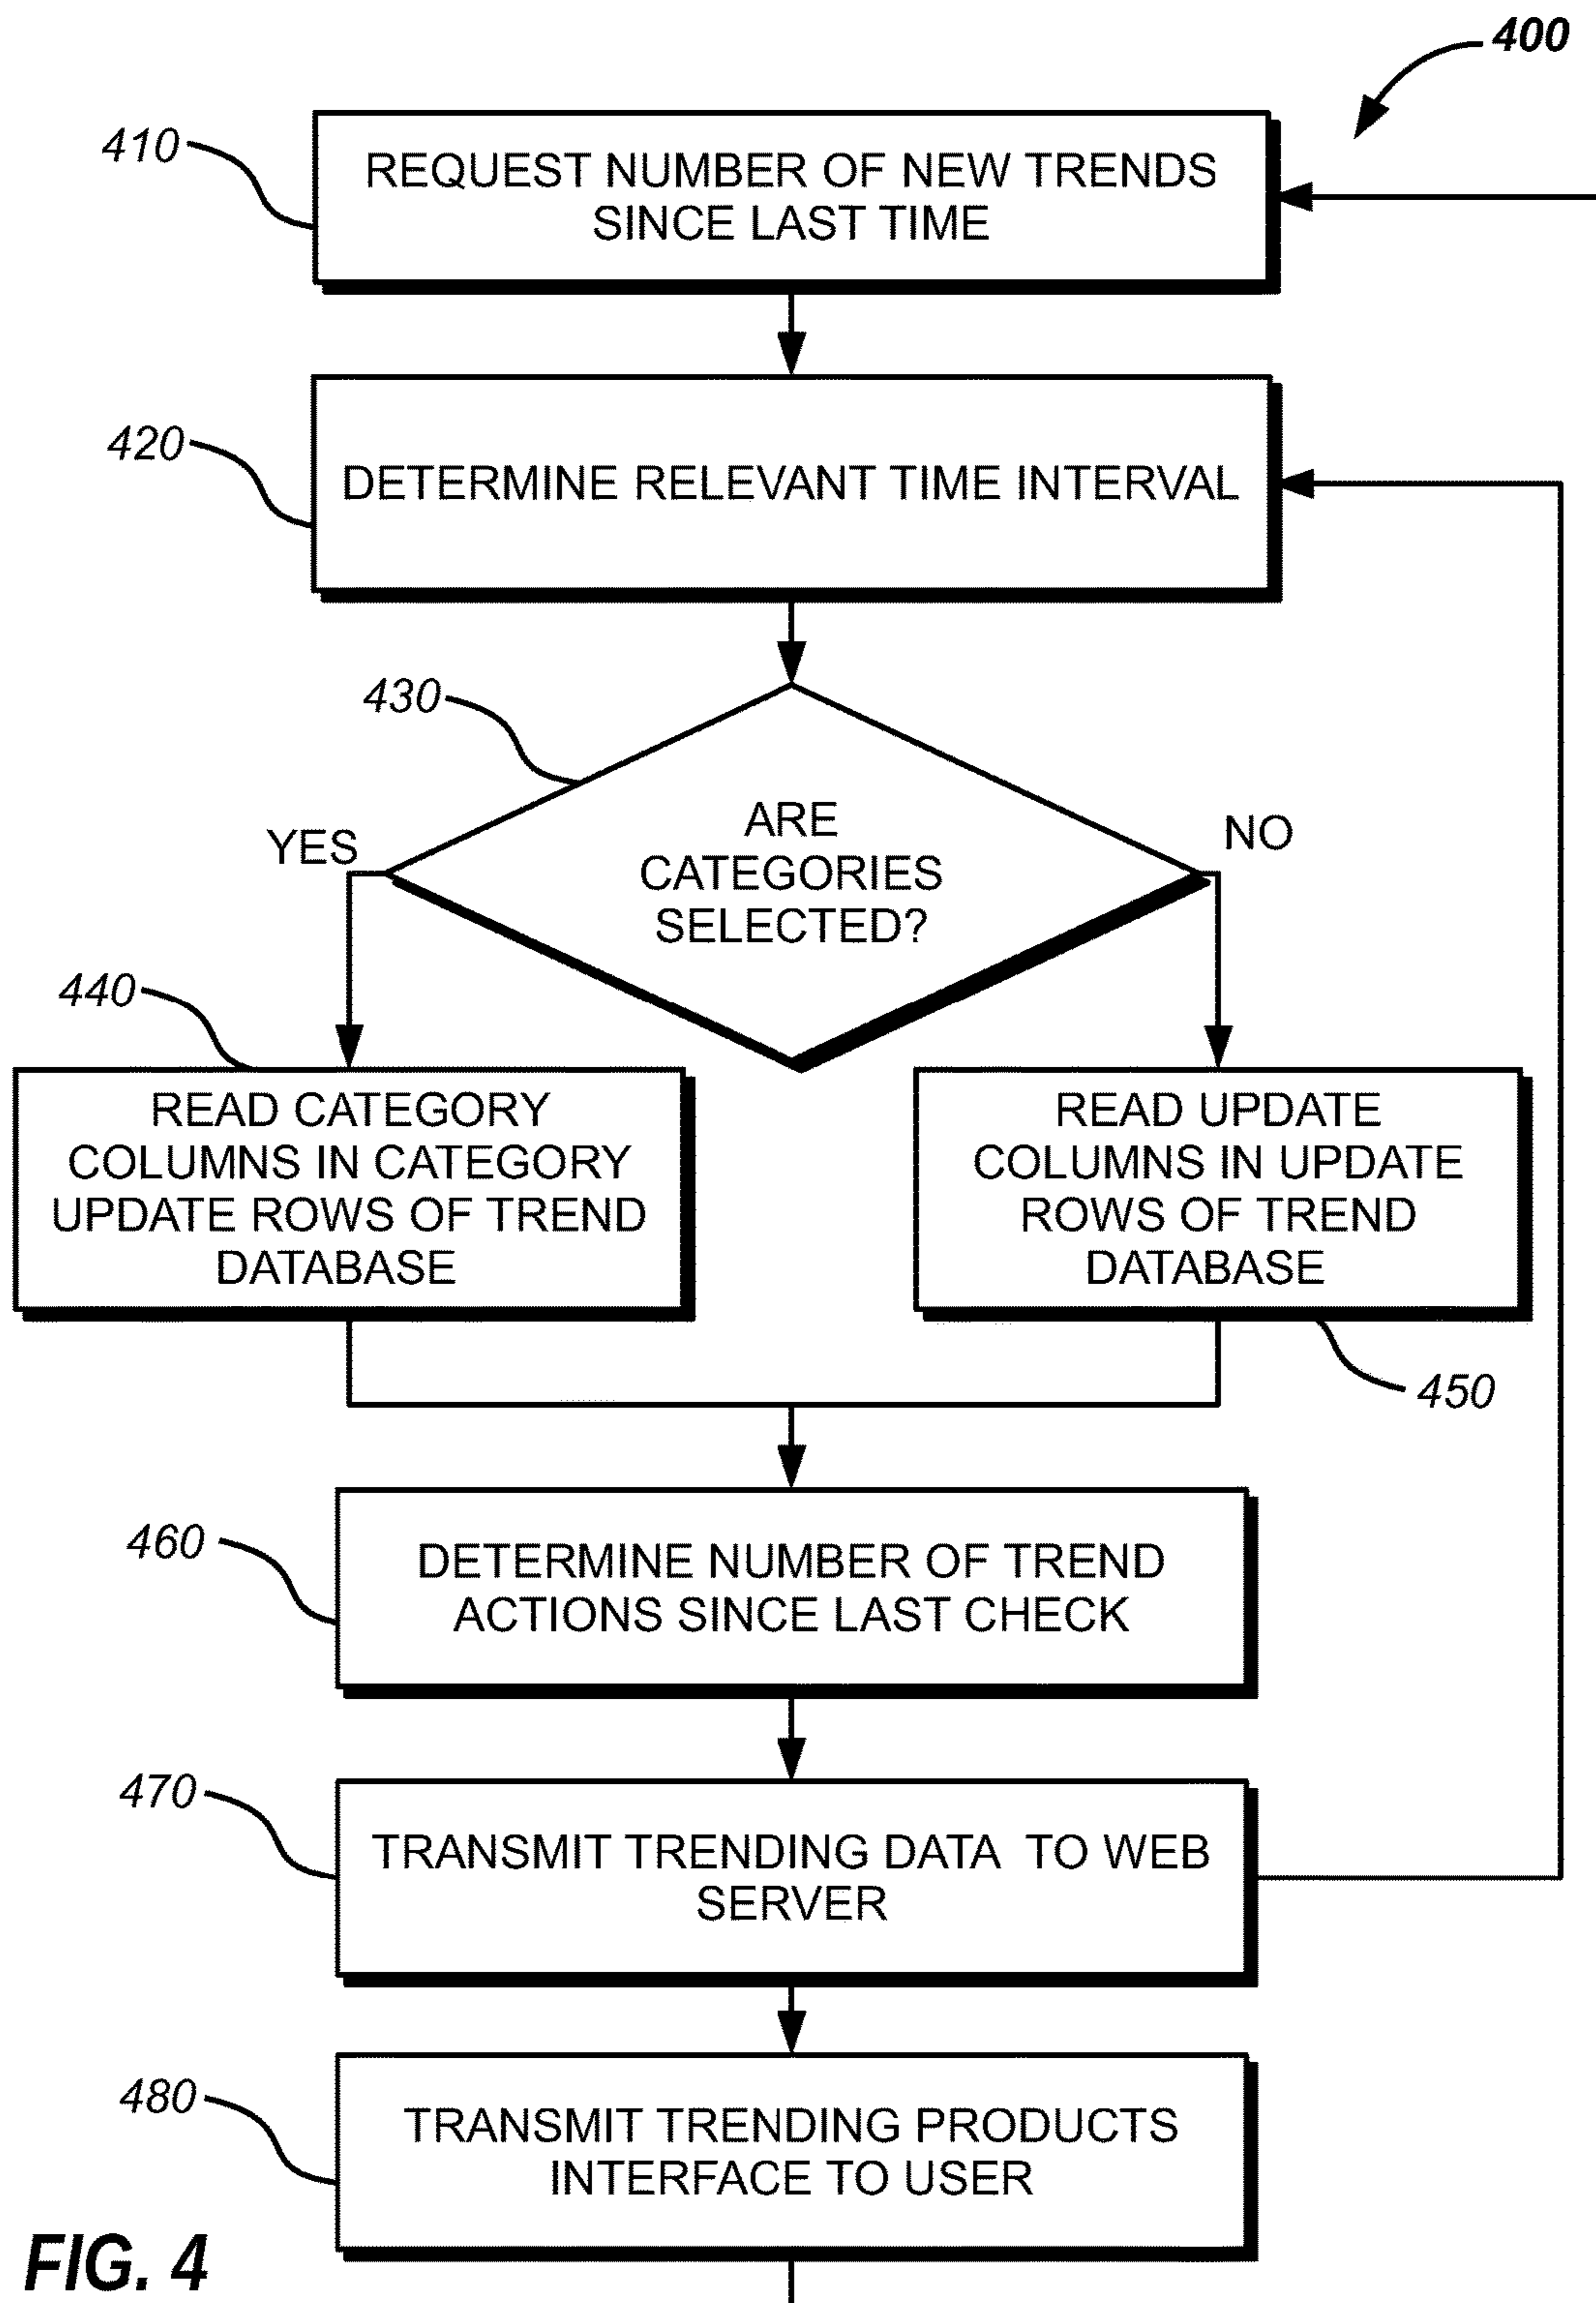 400
410
REQUEST NUMBER OF NEW TRENDS
SINCE LAST TIME
420
DETERMINE RELEVANT TIME INTERVAL
430
YES
ARE
CATEGORIES
SELECTED?
NO
440
READ CATEGORY
COLUMNS IN CATEGORY
UPDATE ROWS OF TREND
DATABASE
READ UPDATE
COLUMNS IN UPDATE
ROWS OF TREND
DATABASE
450
460
DETERMINE NUMBER OF TREND
ACTIONS SINCE LAST CHECK
470
TRANSMIT TRENDING DATA TO WEB
SERVER
480
TRANSMIT TRENDING PRODUCTS
INTERFACE TO USER
FIG. 4